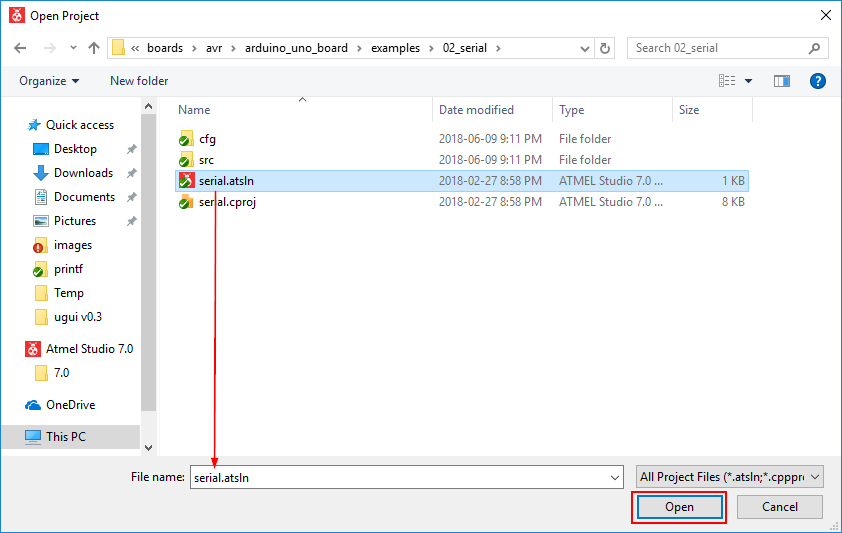 Open Project
« boards › avr › arduino_uno_board › examples › 02_serial ›
Search 02_serial
Organize
New folder
Name Date modified Type Size
cfg 2018-06-09 9:11 PM File folder
src 2018-06-09 9:11 PM File folder
serial.atsln 2018-02-27 8:58 PM ATMEL Studio 7.0 ... 1 KB
serial.cproj 2018-02-27 8:58 PM ATMEL Studio 7.0 ... 8 KB
Quick access
Desktop
Downloads
Documents
Pictures
images
printf
Temp
ugui v0.3
Atmel Studio 7.0
7.0
OneDrive
This PC
File name: serial.atsln
All Project Files (*.atsln;*.cpppro
Open
Cancel